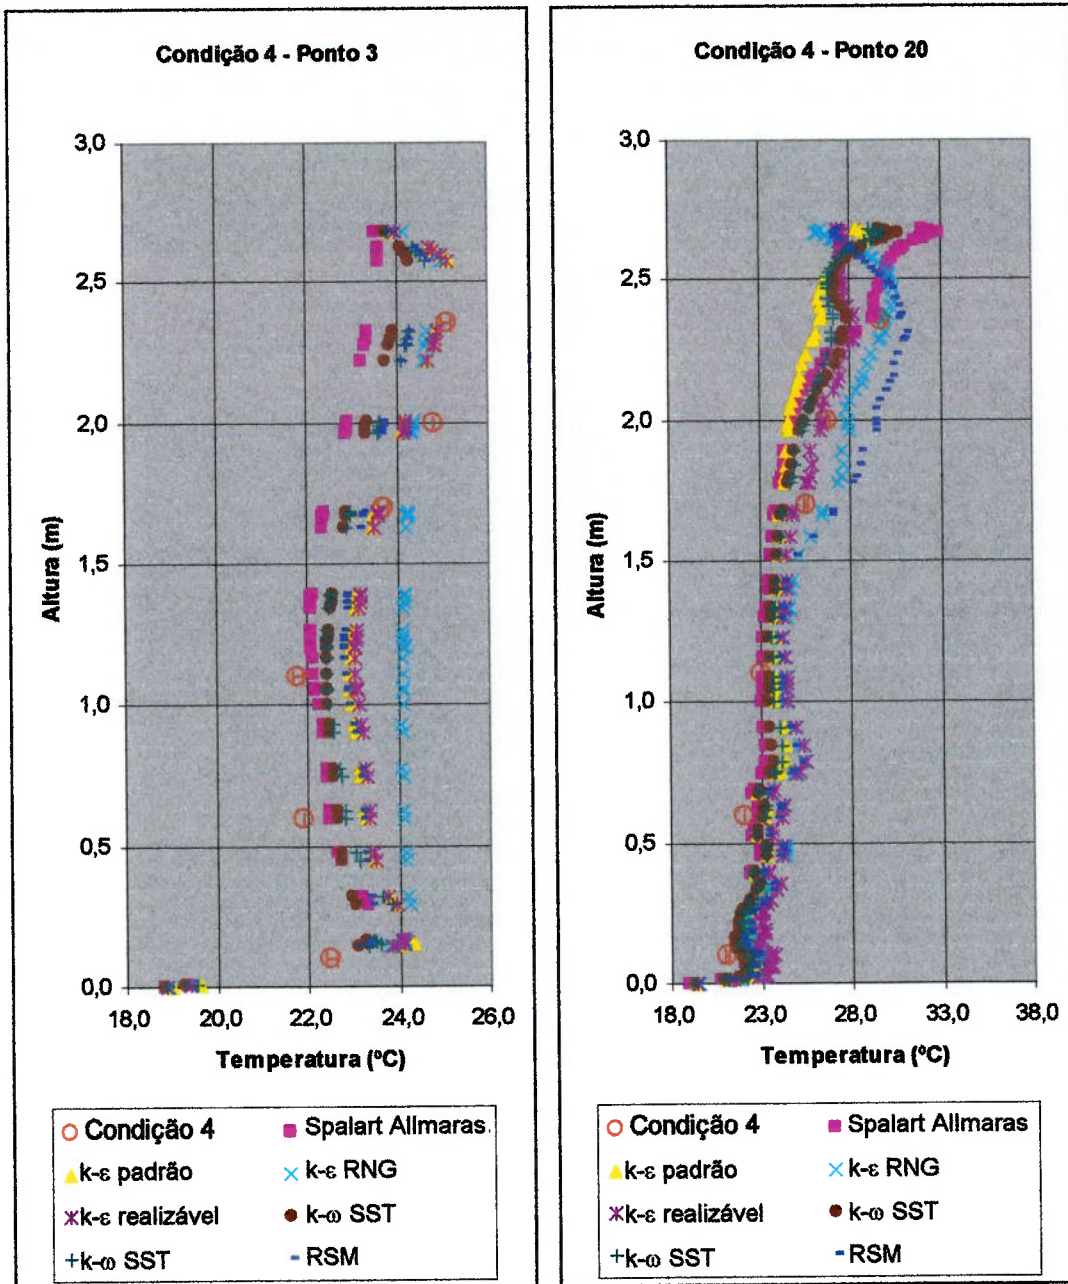 Condição 4 - Ponto 3
3,0
2,5
2,0
1,5
1,0
0,5
0,0
Altura (m)
18,0 20,0 22,0 24,0 26,0
Temperatura (ºC)
Condição 4
Spalart Allmaras
k-ε padrão
k-ε RNG
k-ε realizável
k-ω SST
k-ω SST
RSM
Condição 4 - Ponto 20
3,0
2,5
2,0
1,5
1,0
0,5
0,0
Altura (m)
18,0 23,0 28,0 33,0 38,0
Temperatura (ºC)
Condição 4
Spalart Allmaras
k-ε padrão
k-ε RNG
k-ε realizável
k-ω SST
k-ω SST
RSM